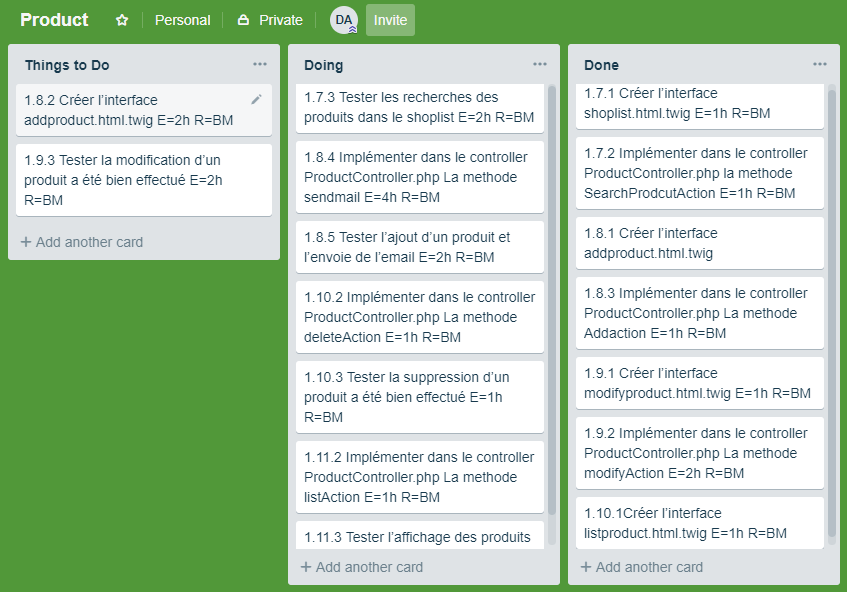 Product
Personal
Private
DA
Invite
Things to Do
1.8.2 Créer l’interface
addproduct.html.twig E=2h R=BM
1.9.3 Tester la modification d’un
produit a été bien effectué E=2h
R=BM
+ Add another card
Doing
1.7.3 Tester les recherches des
produits dans le shoplist E=2h R=BM
1.8.4 Implémenter dans le controller
ProductController.php La methode
sendmail E=4h R=BM
1.8.5 Tester l’ajout d’un produit et
l’envoie de l’email E=2h R=BM
1.10.2 Implémenter dans le controller
ProductController.php La methode
deleteAction E=1h R=BM
1.10.3 Tester la suppression d’un
produit a été bien effectué E=1h
R=BM
1.11.2 Implémenter dans le controller
ProductController.php La methode
listAction E=1h R=BM
1.11.3 Tester l’affichage des produits
+ Add another card
Done
1.7.1 Créer l’interface
shoplist.html.twig E=1h R=BM
1.7.2 Implémenter dans le controller
ProductController.php la methode
SearchProdcutAction E=1h R=BM
1.8.1 Créer l’interface
addproduct.html.twig
1.8.3 Implémenter dans le controller
ProductController.php La methode
Addaction E=1h R=BM
1.9.1 Créer l’interface
modifyproduct.html.twig E=1h R=BM
1.9.2 Implémenter dans le controller
ProductController.php La methode
modifyAction E=2h R=BM
1.10.1Créer l’interface
listproduct.html.twig E=1h R=BM
+ Add another card